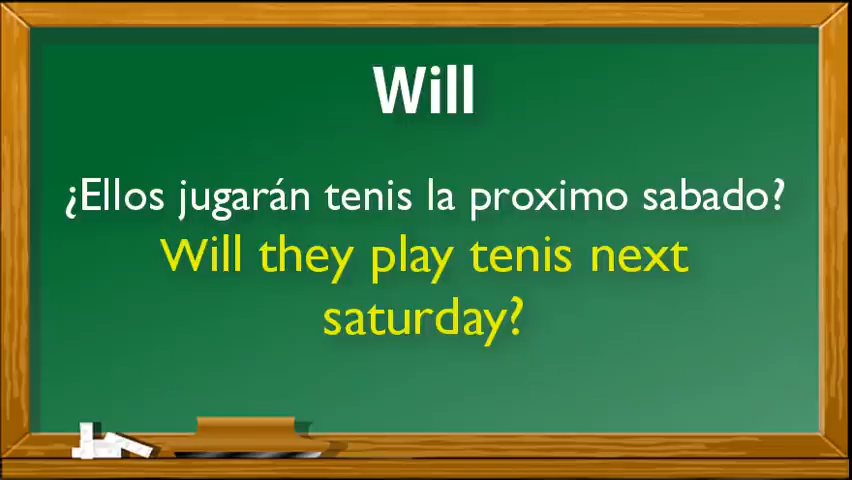 Will
¿Ellos jugarán tenis la proximo sabado?
Will they play tenis next
saturday?